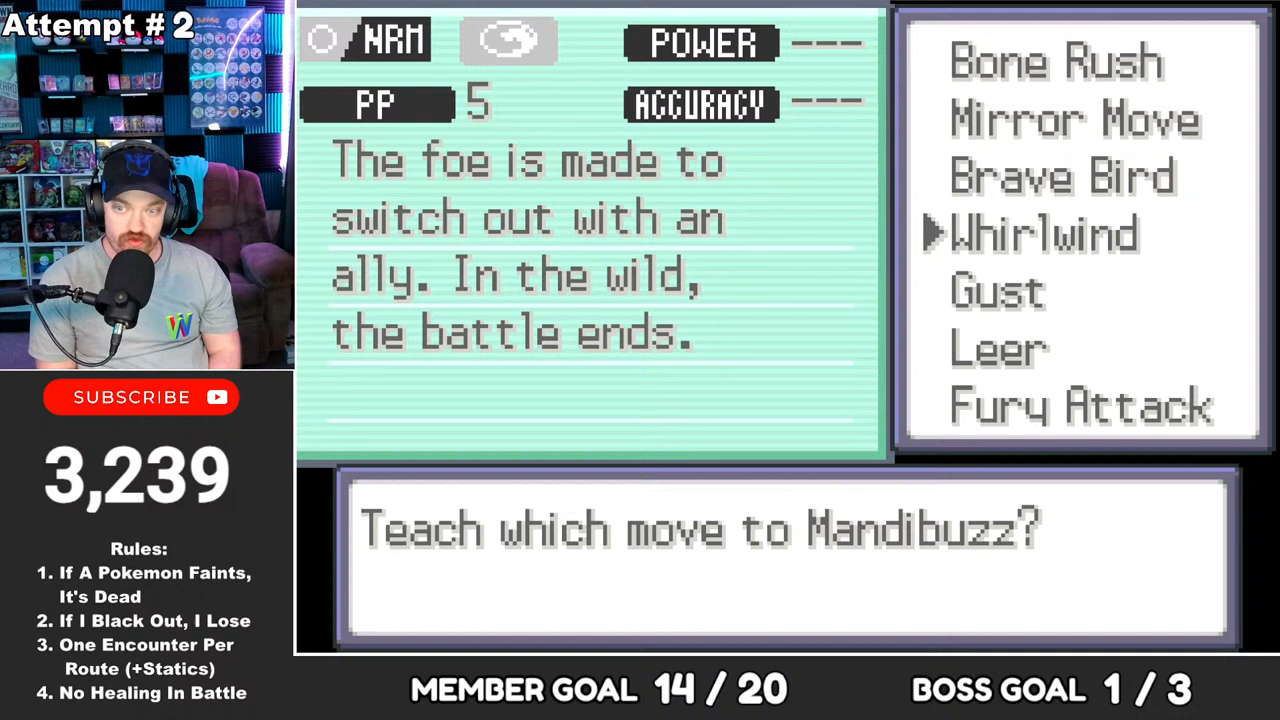 Attempt # 2
NRM
POWER ---
PP 5
ACCURACY ---
The foe is made to
switch out with an
ally. In the wild,
the battle ends.
Bone Rush
Mirror Move
Brave Bird
Whirlwind
Gust
Leer
Fury Attack
Teach which move to Mandibuzz?
SUBSCRIBE
3,239
Rules:
1. If A Pokemon Faints,
It's Dead
2. If I Black Out, I Lose
3. One Encounter Per
Route (+Statics)
4. No Healing In Battle
MEMBER GOAL 14 / 20
BOSS GOAL 1 / 3